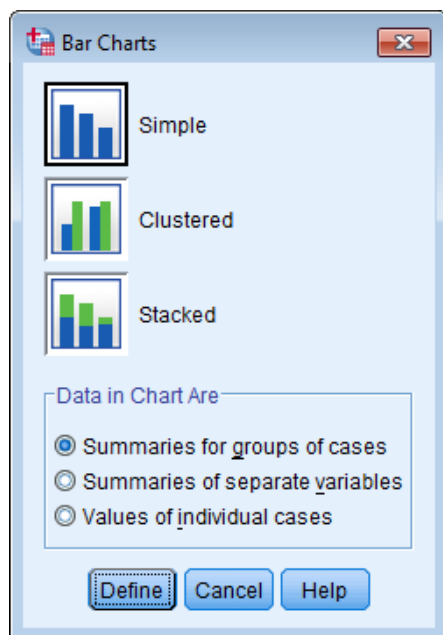 Bar Charts
Simple
Clustered
Stacked
Data in Chart Are
Summaries for groups of cases
Summaries of separate variables
Values of individual cases
Define Cancel Help